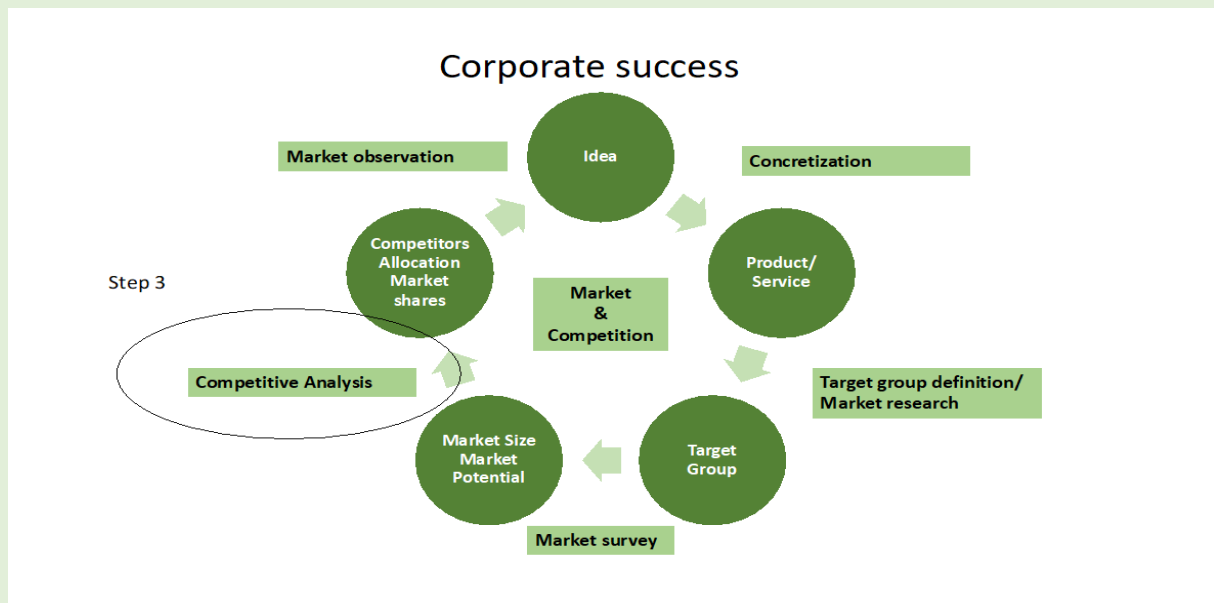 Corporate success
Idea
Market observation
Concretization
Competitors
Allocation
Market
shares
Product/
Service
Step 3
Market
&
Competition
Competitive Analysis
Target group definition/
Market research
Market Size
Market
Potential
Target
Group
Market survey